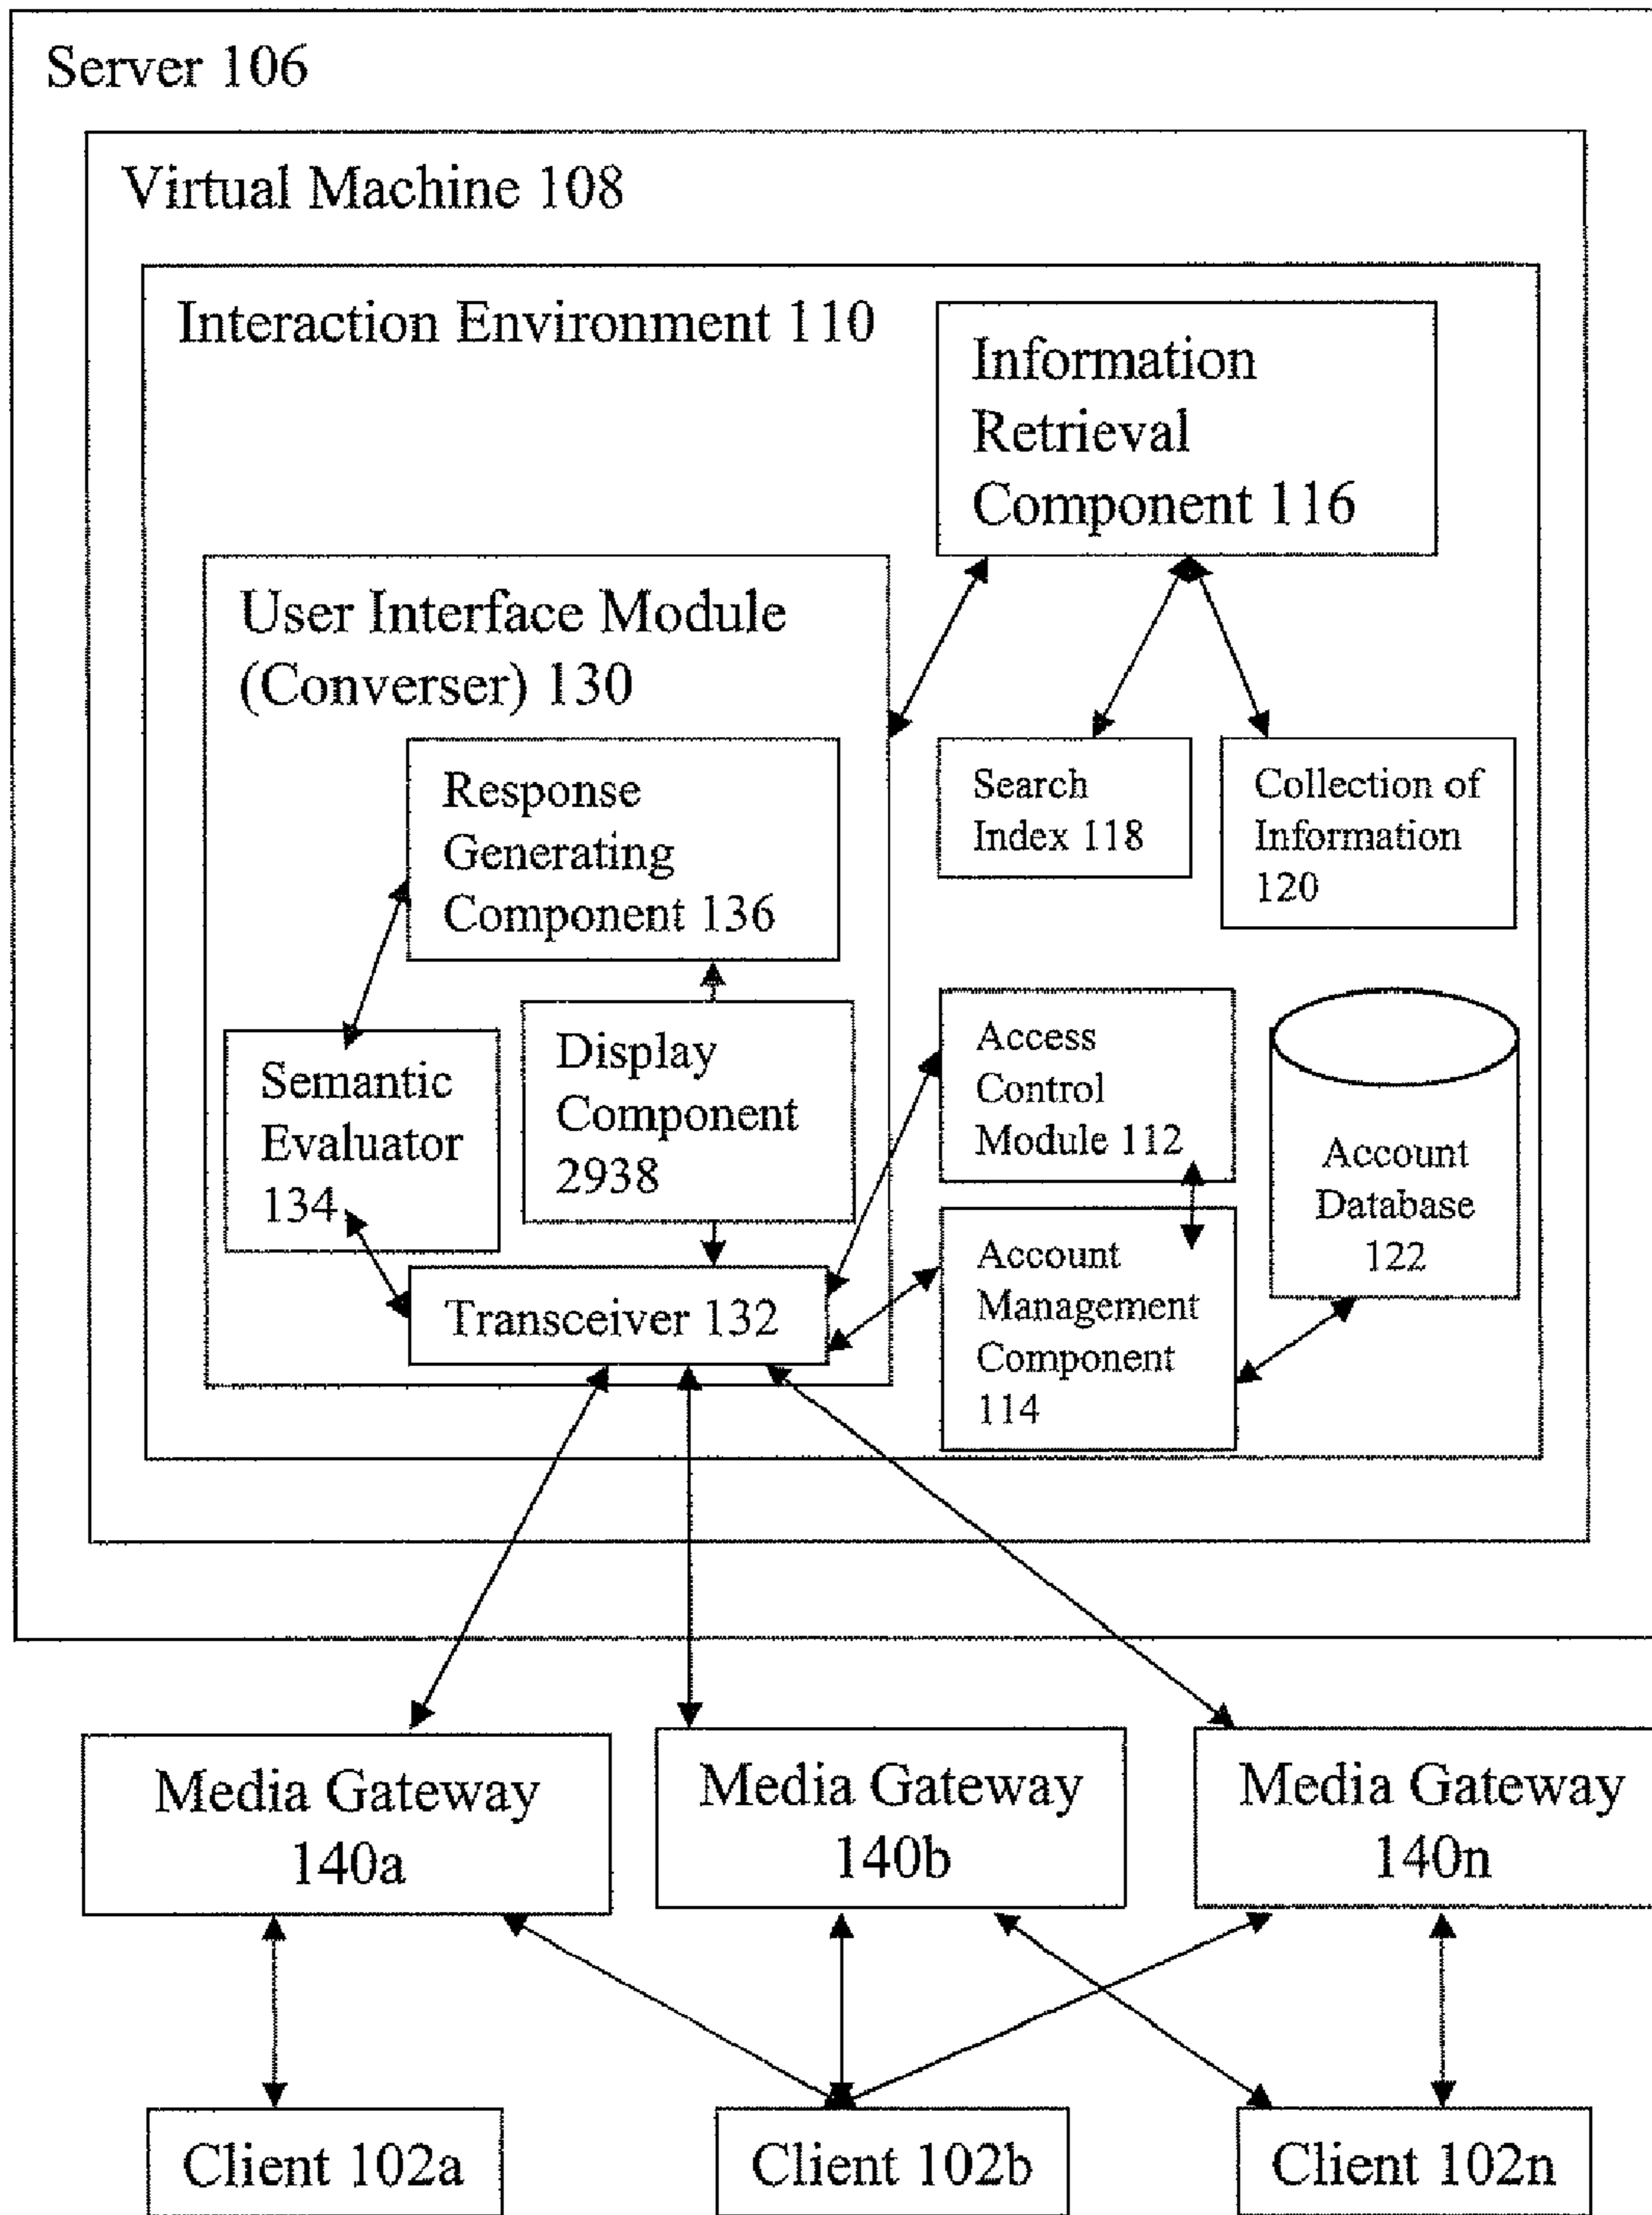 Server 106
Virtual Machine 108
Interaction Environment 110
Information
Retrieval
Component 116
User Interface Module
(Converser) 130
Response
Generating
Component 136
Search
Index 118
Collection of
Information
120
Semantic
Evaluator
134
Display
Component
2938
Access
Control
Module 112
Account
Database
122
Transceiver 132
Account
Management
Component
114
Media Gateway
140a
Media Gateway
140b
Media Gateway
140n
Client 102a
Client 102b
Client 102n